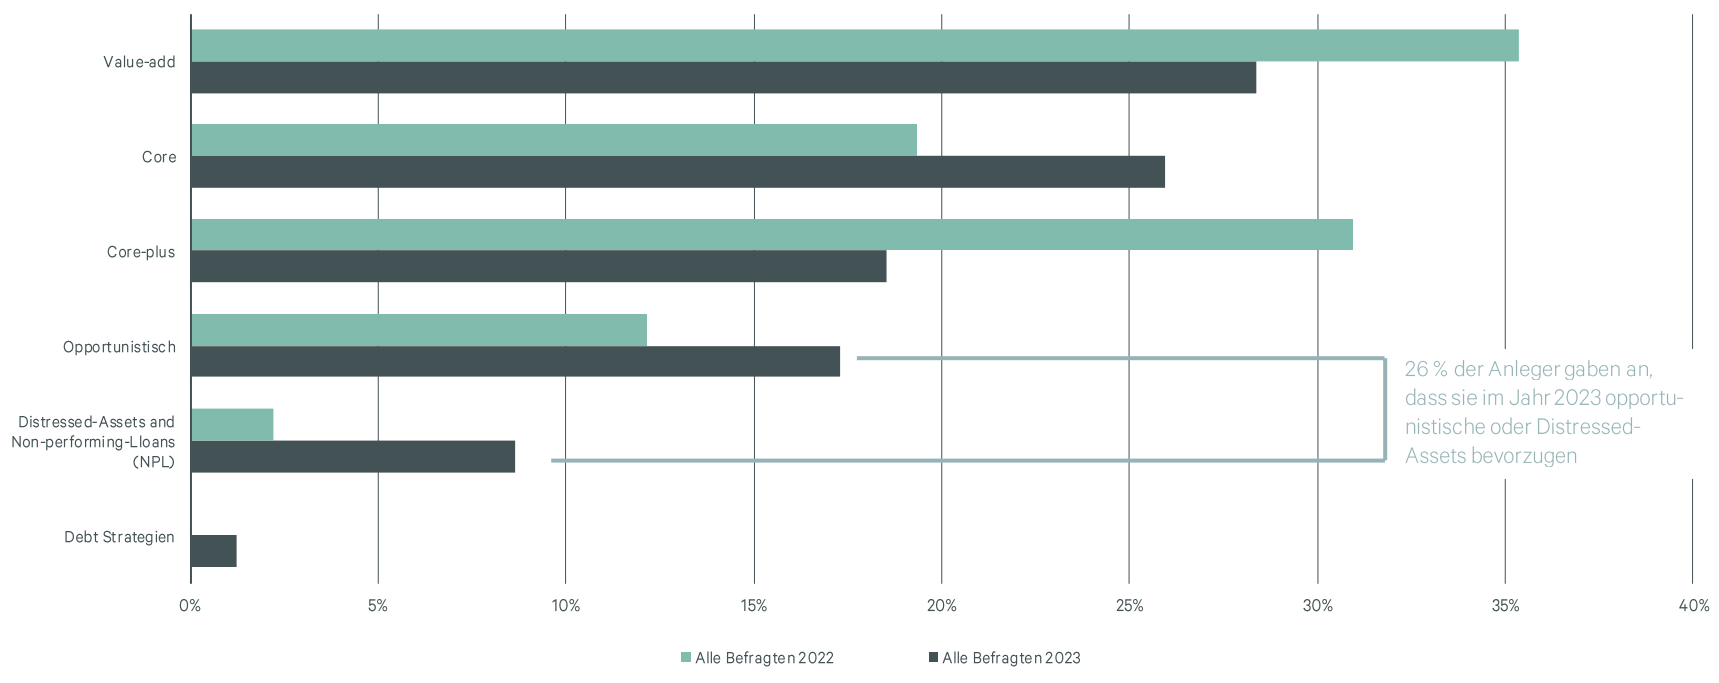 Value-add
Core
Core-plus
Opportunistisch
26 % der Anleger gaben an,
dass sie im Jahr 2023 opportu-
nistische oder Distressed-
Assets bevorzugen
Distressed-Assets and
Non-performing-Lloans
(NPL)
Debt Strategien
0% 5% 10% 15% 20% 25% 30% 35% 40%
Alle Befragten 2022 Alle Befragten 2023